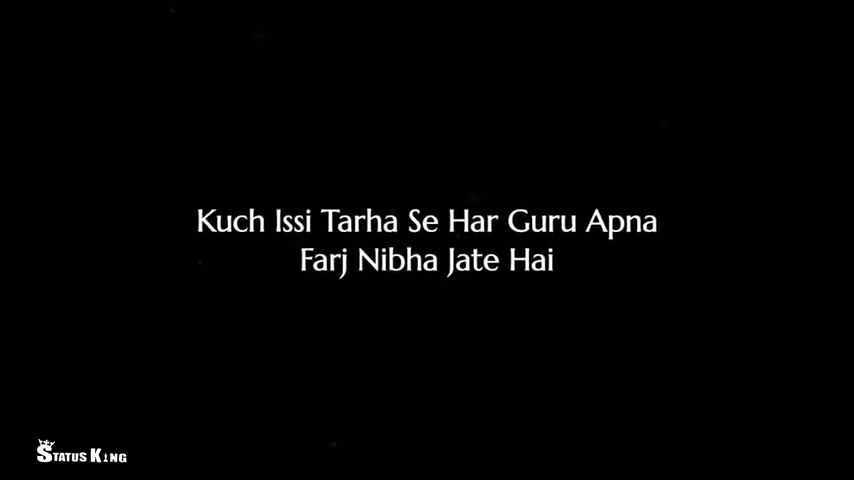 Kuch Issi Tarha Se Har Guru Apna
Farj Nibha Jate Hai
STATUS KING